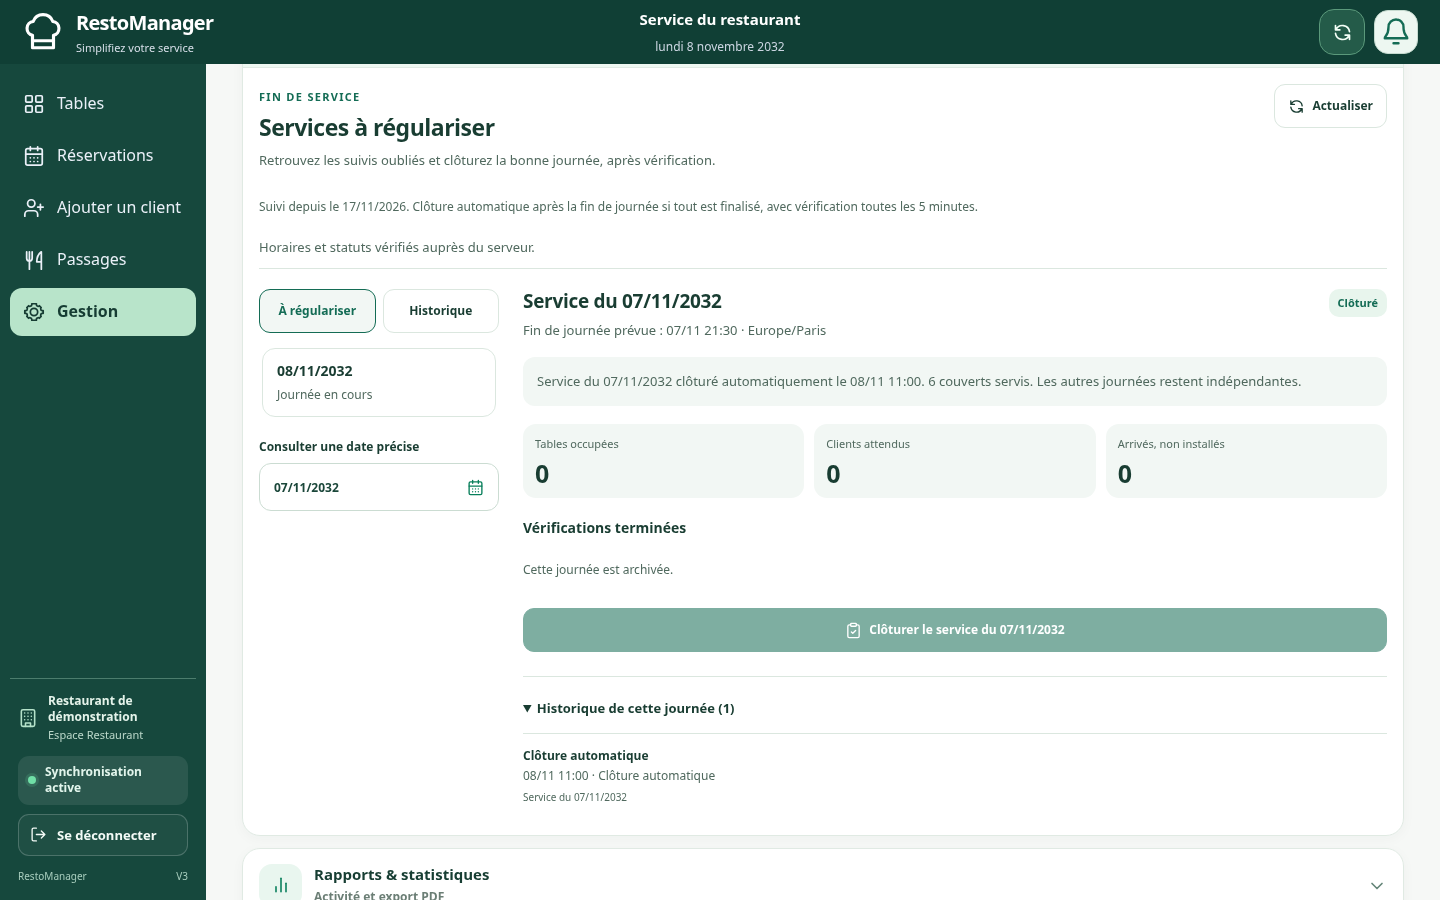 RestoManager
Simplifiez votre service
Service du restaurant
lundi 8 novembre 2032
Tables
Réservations
Ajouter un client
Passages
Gestion
Restaurant de
démonstration
Espace Restaurant
Synchronisation
active
Se déconnecter
RestoManager V3
FIN DE SERVICE
Services à régulariser
Actualiser
Retrouvez les suivis oubliés et clôturez la bonne journée, après vérification.
Suivi depuis le 17/11/2026. Clôture automatique après la fin de journée si tout est finalisé, avec vérification toutes les 5 minutes.
Horaires et statuts vérifiés auprès du serveur.
À régulariser
Historique
08/11/2032
Journée en cours
Consulter une date précise
07/11/2032
Service du 07/11/2032
Clôturé
Fin de journée prévue : 07/11 21:30 · Europe/Paris
Service du 07/11/2032 clôturé automatiquement le 08/11 11:00. 6 couverts servis. Les autres journées restent indépendantes.
Tables occupées
0
Clients attendus
0
Arrivés, non installés
0
Vérifications terminées
Cette journée est archivée.
Clôturer le service du 07/11/2032
Historique de cette journée (1)
Clôture automatique
08/11 11:00 · Clôture automatique
Service du 07/11/2032
Rapports & statistiques
Activité et export PDF